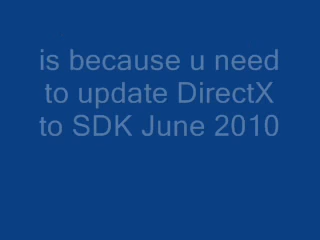 is because u need
to update DirectX
to SDK June 2010